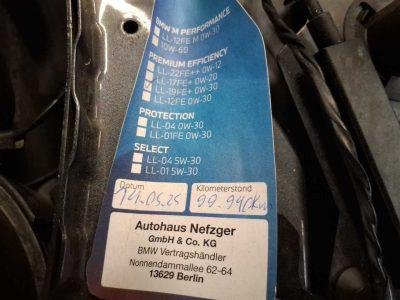 BMW M PERFORMANCE
LL-12FE M 0W-30
10W-60
PREMIUM EFFICIENCY
LL-22FE++ 0W-12
LL-17FE+ 0W-20
LL-19FE+ 0W-30
LL-12FE 0W-30
PROTECTION
LL-04 0W-30
LL-01FE 0W-30
SELECT
LL-04 5W-30
LL-01 5W-30
Datum Kilometerstand
14.05.25 99.990km
Autohaus Nefzger
GmbH & Co. KG
BMW Vertragshändler
Nonnendammallee 62-64
13629 Berlin